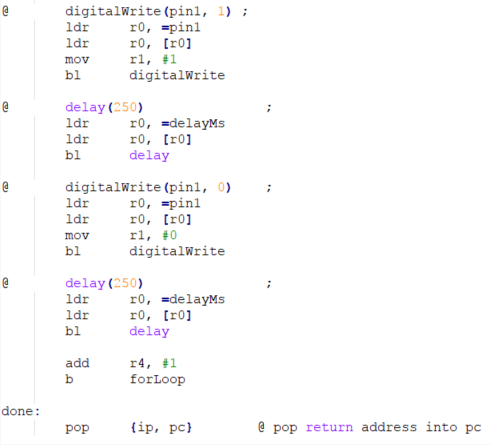 @       digitalWrite(pin1, 1) ;
        ldr     r0, =pin1
        ldr     r0, [r0]
        mov     r1, #1
        bl      digitalWrite
@       delay(250)               ;
        ldr     r0, =delayMs
        ldr     r0, [r0]
        bl      delay
@       digitalWrite(pin1, 0)    ;
        ldr     r0, =pin1
        ldr     r0, [r0]
        mov     r1, #0
        bl      digitalWrite
@       delay(250)               ;
        ldr     r0, =delayMs
        ldr     r0, [r0]
        bl      delay
        add     r4, #1
        b       forLoop
done:
        pop     {ip, pc}        @ pop return address into pc